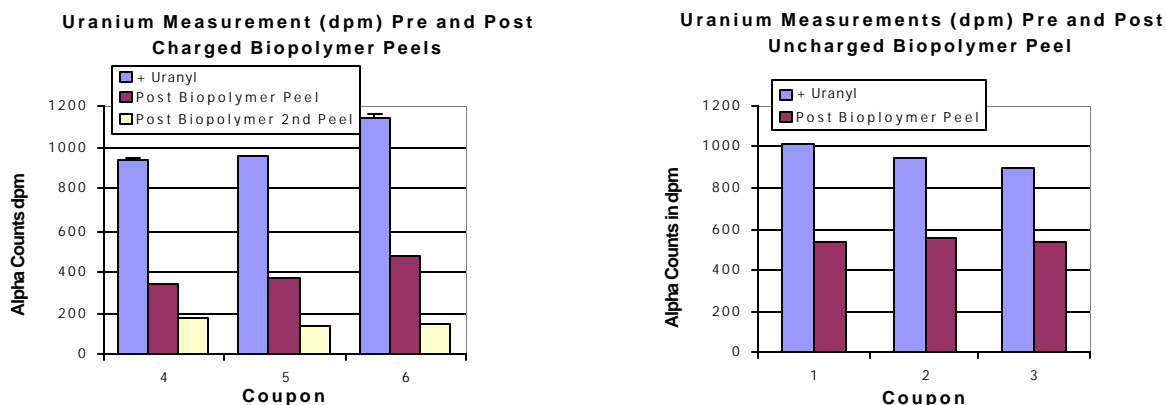 Uranium Measurement (dpm) Pre and Post
Charged Biopolymer Peels
+ Uranyl
Post Biopolymer Peel
Post Biopolymer 2nd Peel
1200
1000
800
600
400
200
0
Alpha Counts dpm
4
5
6
Coupon
Uranium Measurements (dpm) Pre and Post
Uncharged Biopolymer Peel
+ Uranyl
Post Bioploymer Peel
1200
1000
800
600
400
200
0
Alpha Counts in dpm
1
2
3
Coupon